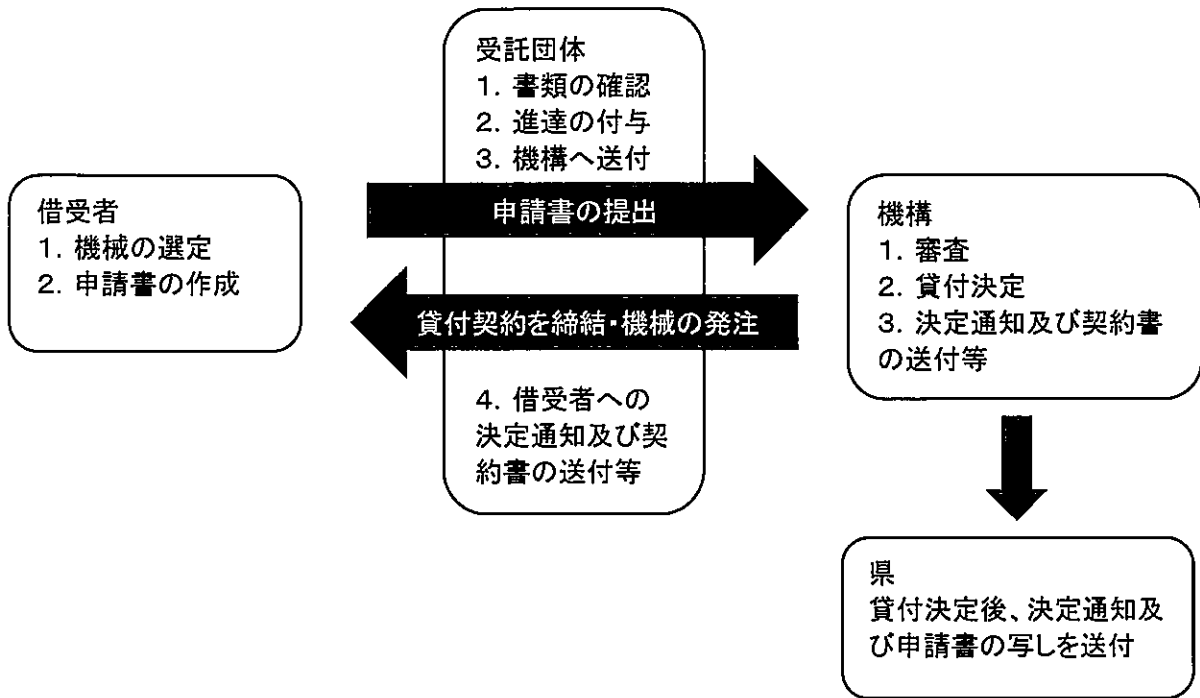 受託団体
1. 書類の確認
2. 進達の付与
3. 機構へ送付
申請書の提出
借受者
1. 機械の選定
2. 申請書の作成
機構
1. 審査
2. 貸付決定
3. 決定通知及び契約書
の送付等
貸付契約を締結・機械の発注
4. 借受者への
決定通知及び契
約書の送付等
県
貸付決定後、決定通知及
び申請書の写しを送付